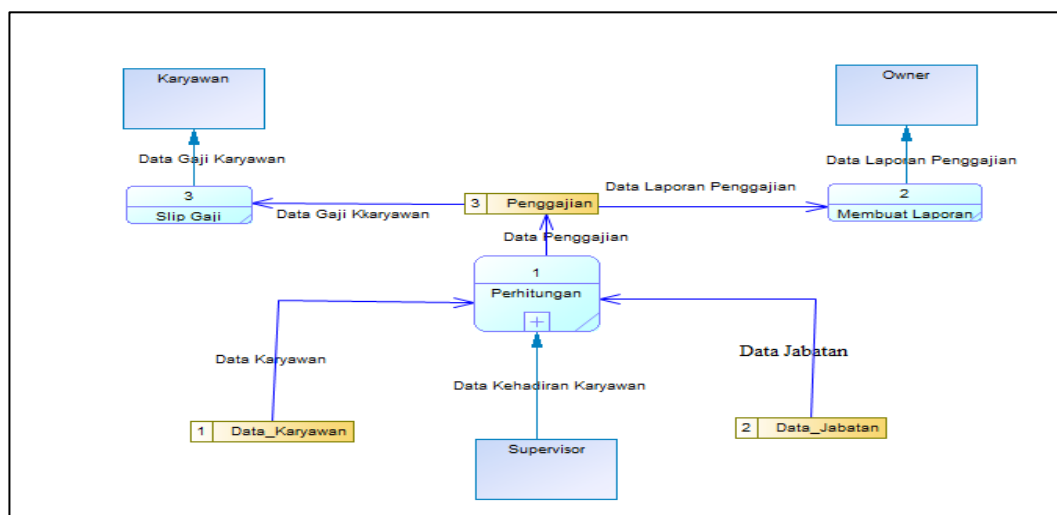 Karyawan
Owner
Data Gaji Karyawan
Data Laporan Penggajian
3
Slip Gaji
Data Gaji Kkaryawan
3 Penggajian
Data Laporan Penggajian
2
Membuat Laporan
Data Penggajian
1
Perhitungan
Data Karyawan
Data Jabatan
Data Kehadiran Karyawan
1 Data_Karyawan
2 Data_Jabatan
Supervisor